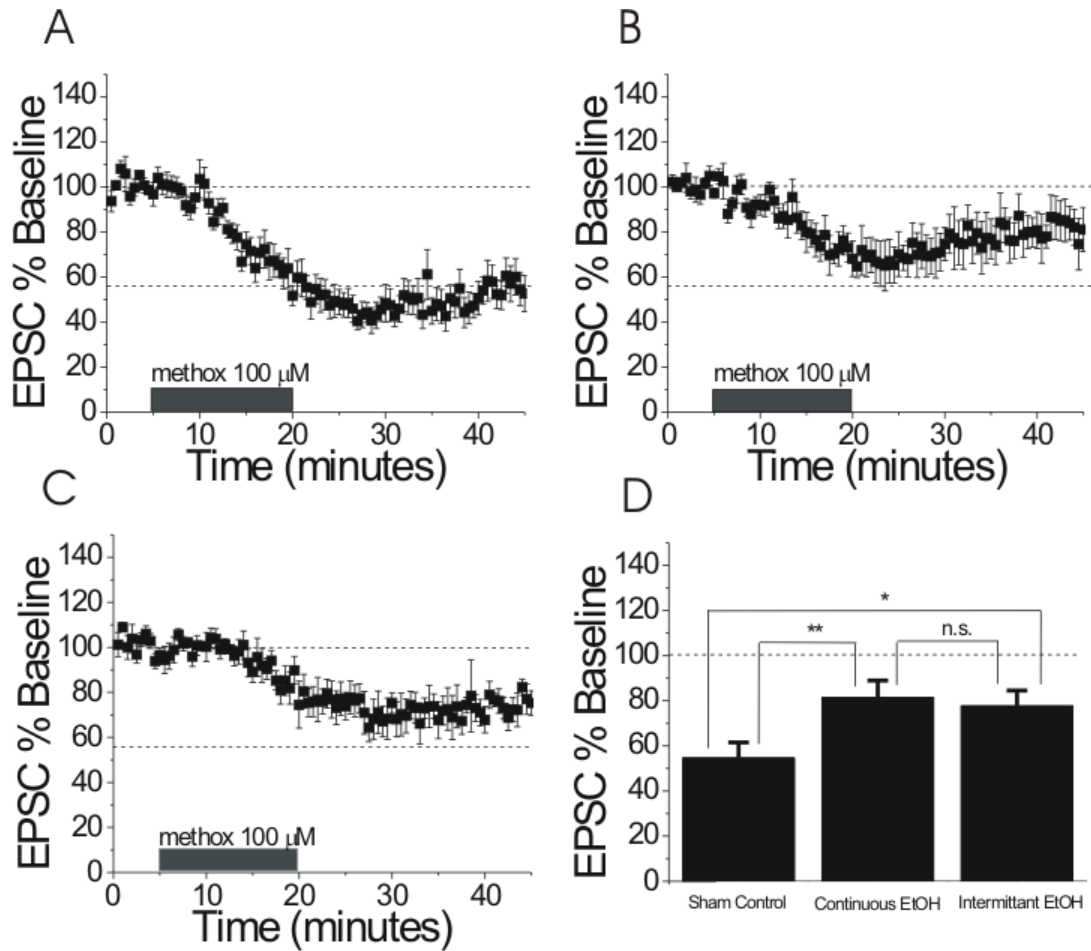 A
EPSC % Baseline
140
120
100
80
60
40
20
0
methox 100 μM
0 10 20 30 40
Time (minutes)
B
EPSC % Baseline
140
120
100
80
60
40
20
0
methox 100 μM
0 10 20 30 40
Time (minutes)
C
EPSC % Baseline
140
120
100
80
60
40
20
0
methox 100 μM
0 10 20 30 40
Time (minutes)
D
EPSC % Baseline
140
120
100
80
60
40
20
0
*
**
n.s.
Sham Control Continuous EtOH Intermittant EtOH